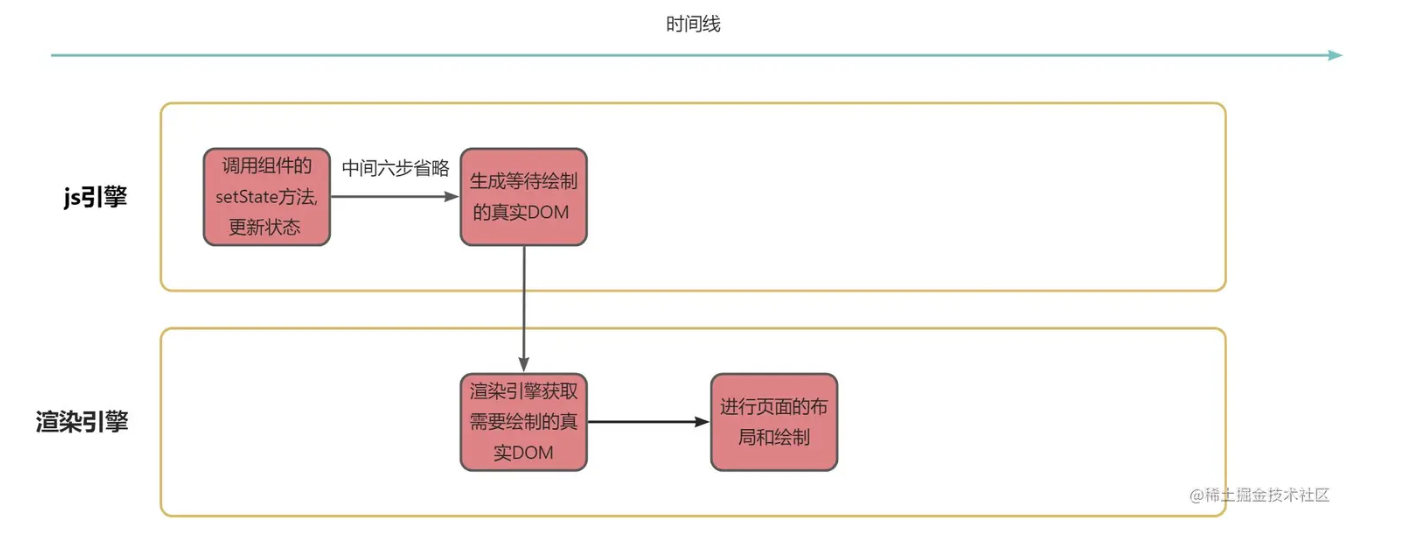 时间线
js引擎
调用组件的
setState方法,
更新状态
中间六步省略
生成等待绘制
的真实DOM
渲染引擎
渲染引擎获取
需要绘制的真
实DOM
进行页面的布
局和绘制
@稀土掘金技术社区